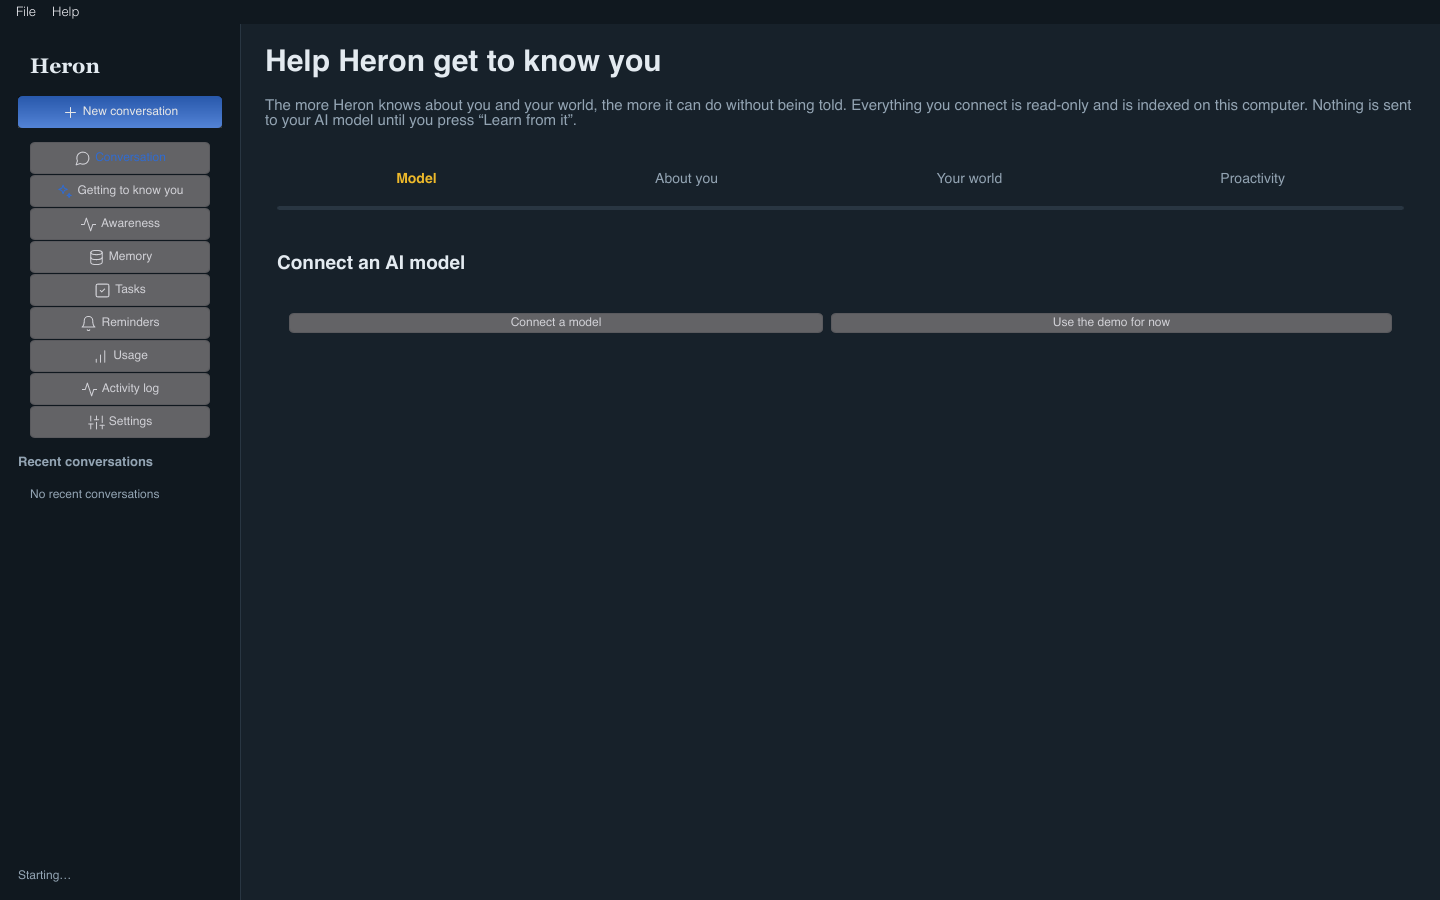 File Help
Heron
New conversation
Conversation
Getting to know you
Awareness
Memory
Tasks
Reminders
Usage
Activity log
Settings
Recent conversations
No recent conversations
Starting…
Help Heron get to know you
The more Heron knows about you and your world, the more it can do without being told. Everything you connect is read-only and is indexed on this computer. Nothing is sent
to your AI model until you press “Learn from it”.
Model About you Your world Proactivity
Connect an AI model
Connect a model Use the demo for now